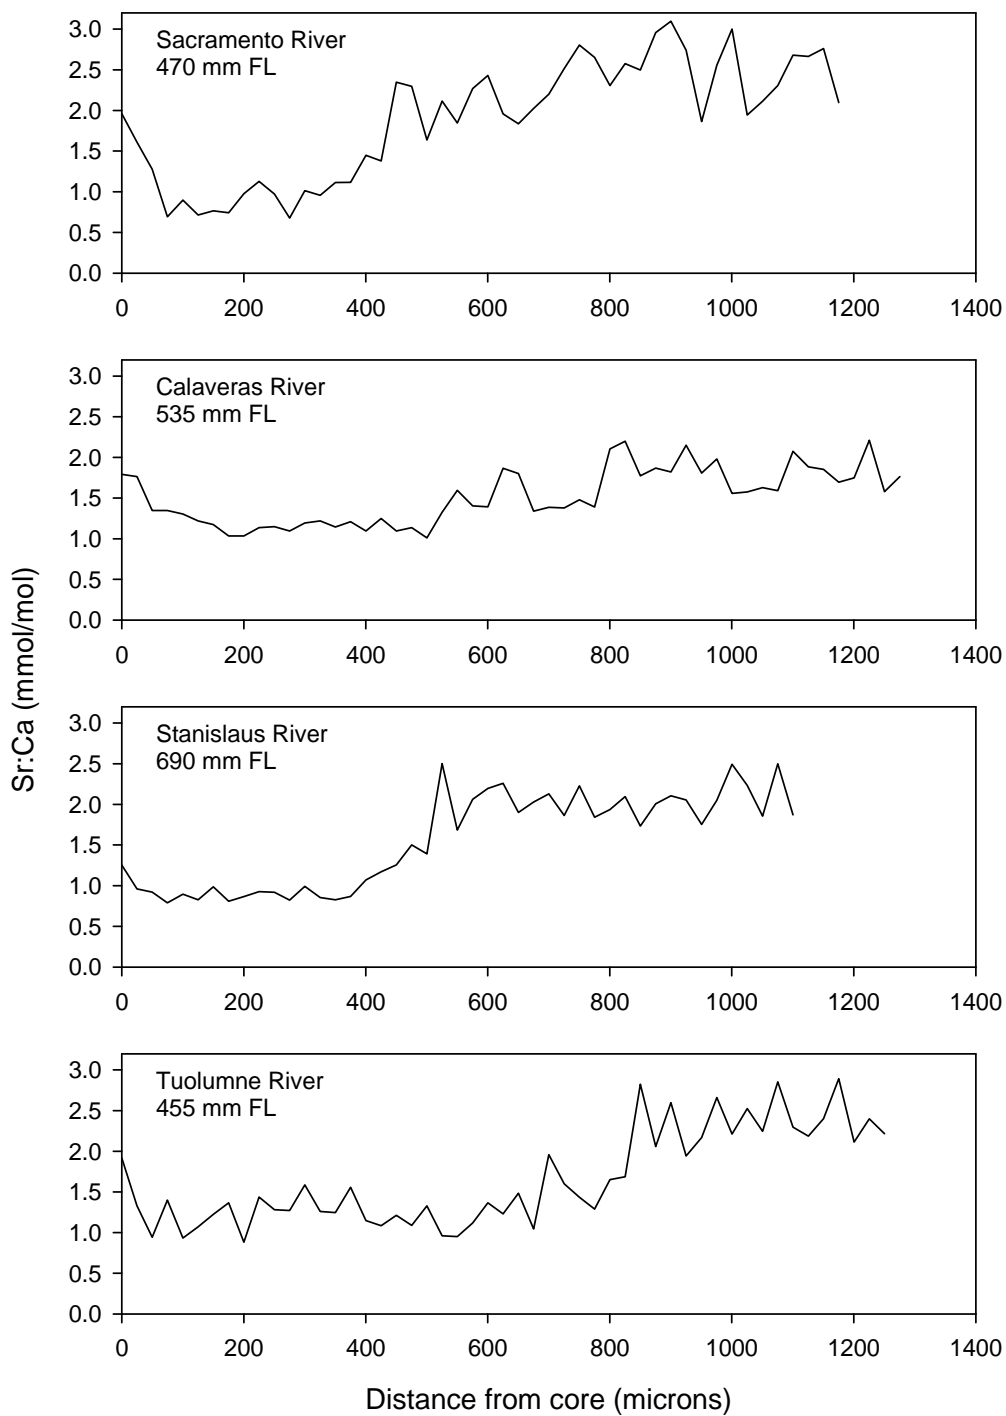 Sr:Ca (mmol/mol)
Sacramento River
470 mm FL
3.0
2.5
2.0
1.5
1.0
0.5
0.0
0 200 400 600 800 1000 1200 1400
Calaveras River
535 mm FL
3.0
2.5
2.0
1.5
1.0
0.5
0.0
0 200 400 600 800 1000 1200 1400
Stanislaus River
690 mm FL
3.0
2.5
2.0
1.5
1.0
0.5
0.0
0 200 400 600 800 1000 1200 1400
Tuolumne River
455 mm FL
3.0
2.5
2.0
1.5
1.0
0.5
0.0
0 200 400 600 800 1000 1200 1400
Distance from core (microns)